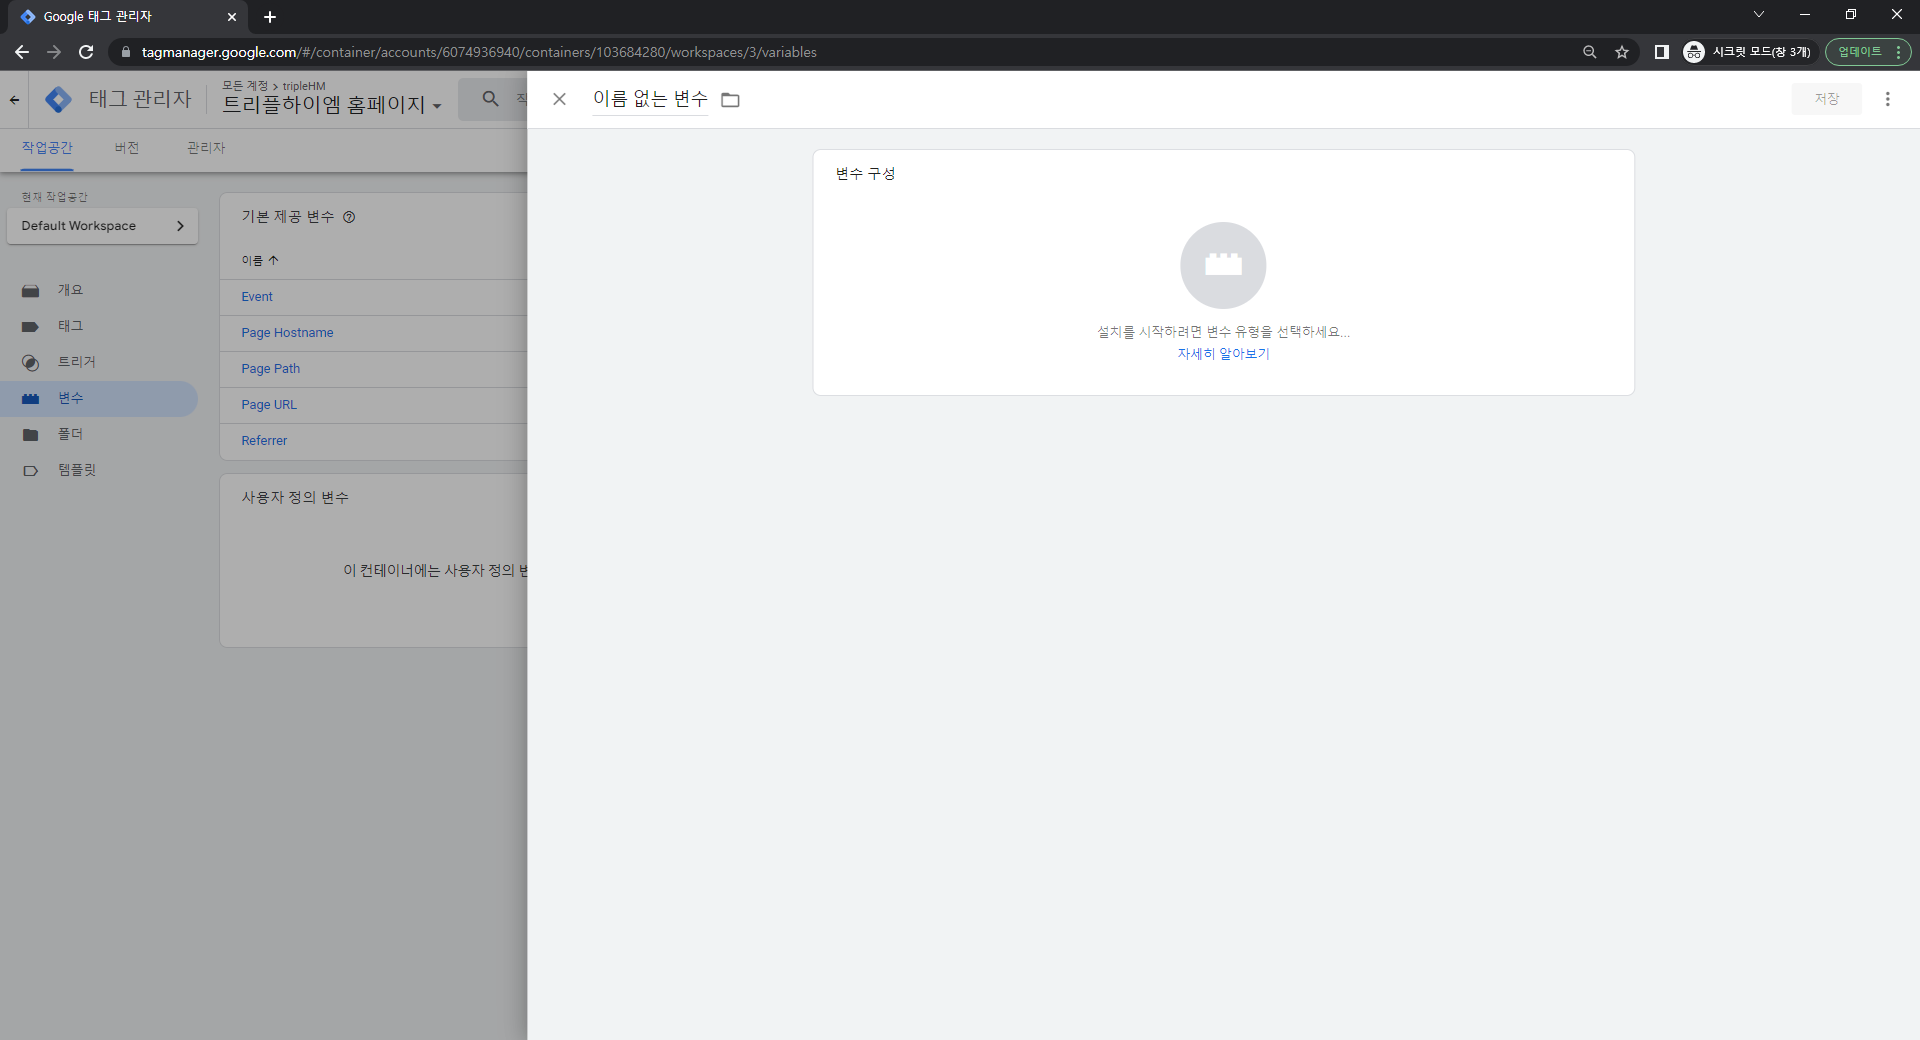 Google 태그 관리자
tagmanager.google.com/#/container/accounts/6074936940/containers/103684280/workspaces/3/variables
시크릿 모드(창 3개)
업데이트
태그 관리자
모든 계정 > tripleHM
트리플하이엠 홈페이지
이름 없는 변수
저장
작업공간
버전
관리자
현재 작업공간
Default Workspace
개요
태그
트리거
변수
폴더
템플릿
기본 제공 변수
이름
Event
Page Hostname
Page Path
Page URL
Referrer
사용자 정의 변수
이 컨테이너에는 사용자 정의
변수 구성
설치를 시작하려면 변수 유형을 선택하세요...
자세히 알아보기